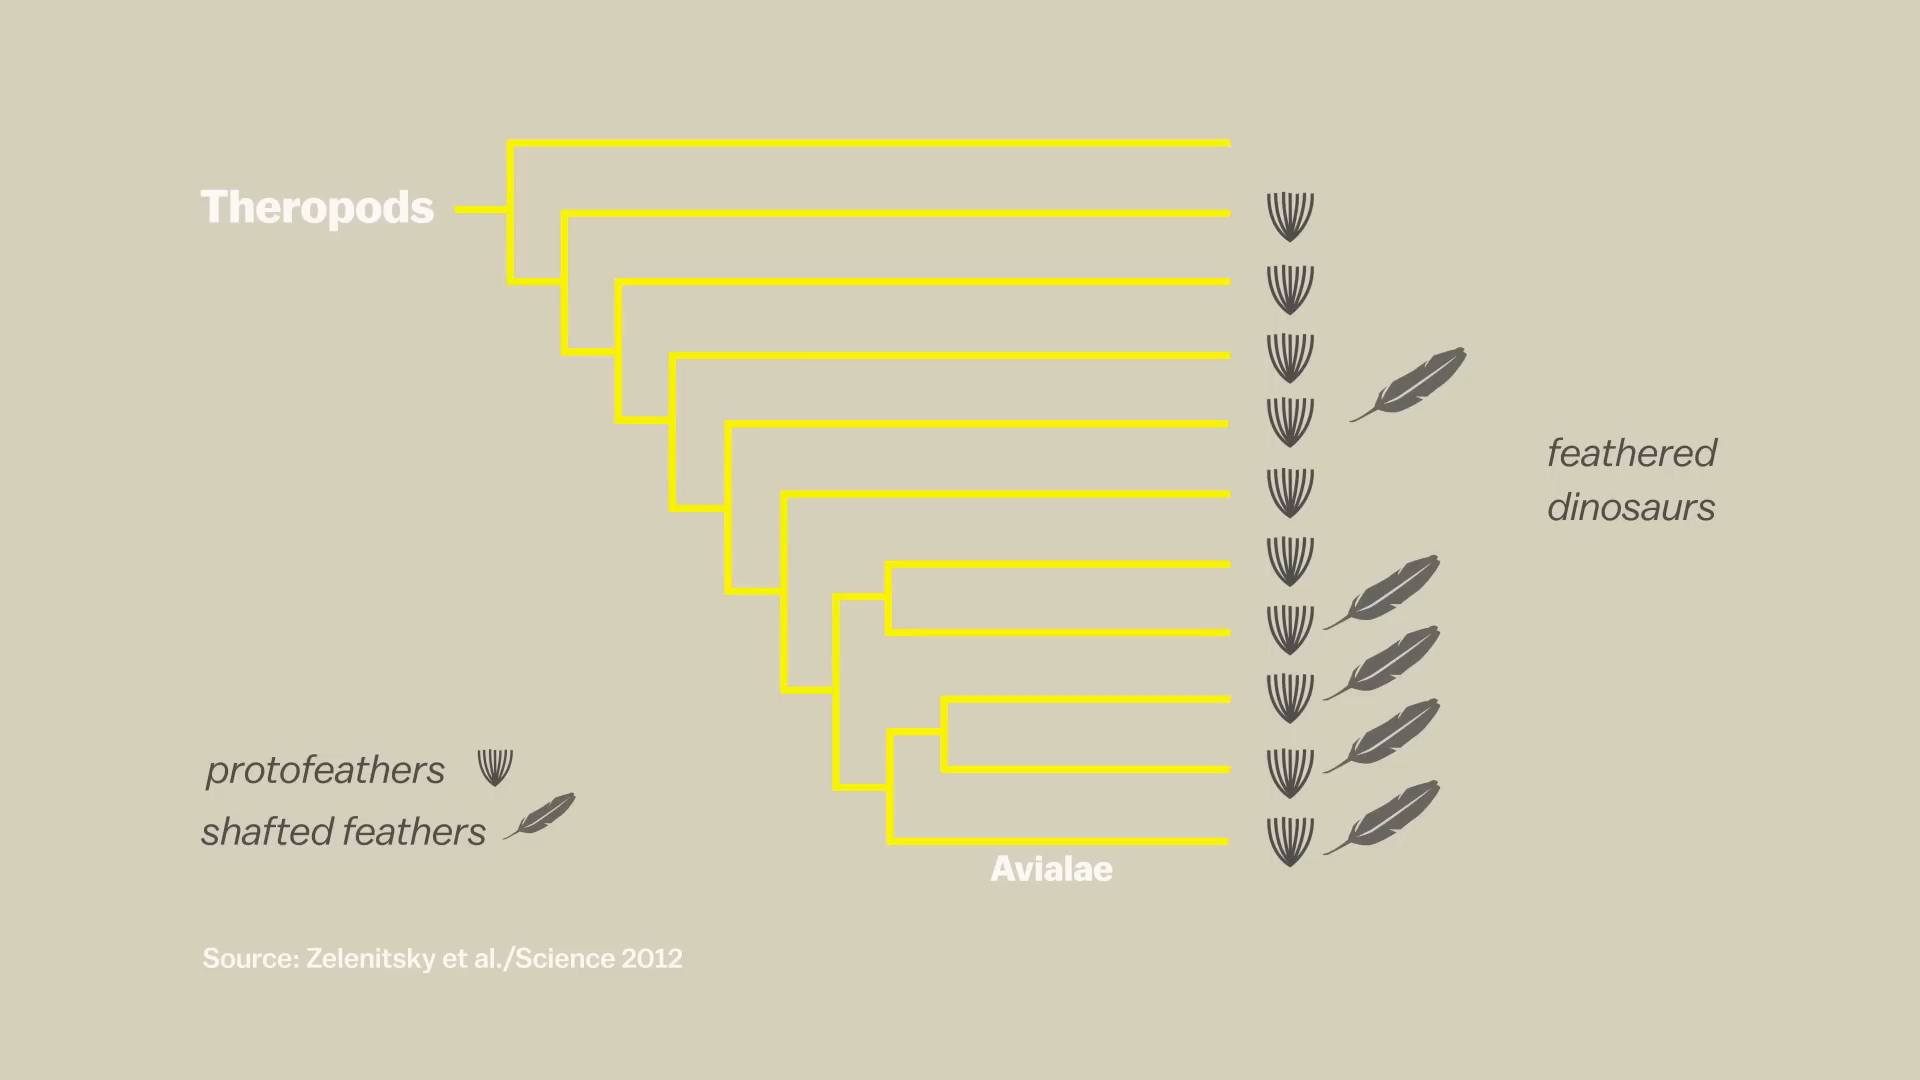 Theropods
feathered
dinosaurs
protofeathers
shafted feathers
Avialae
Source: Zelenitsky et al./Science 2012